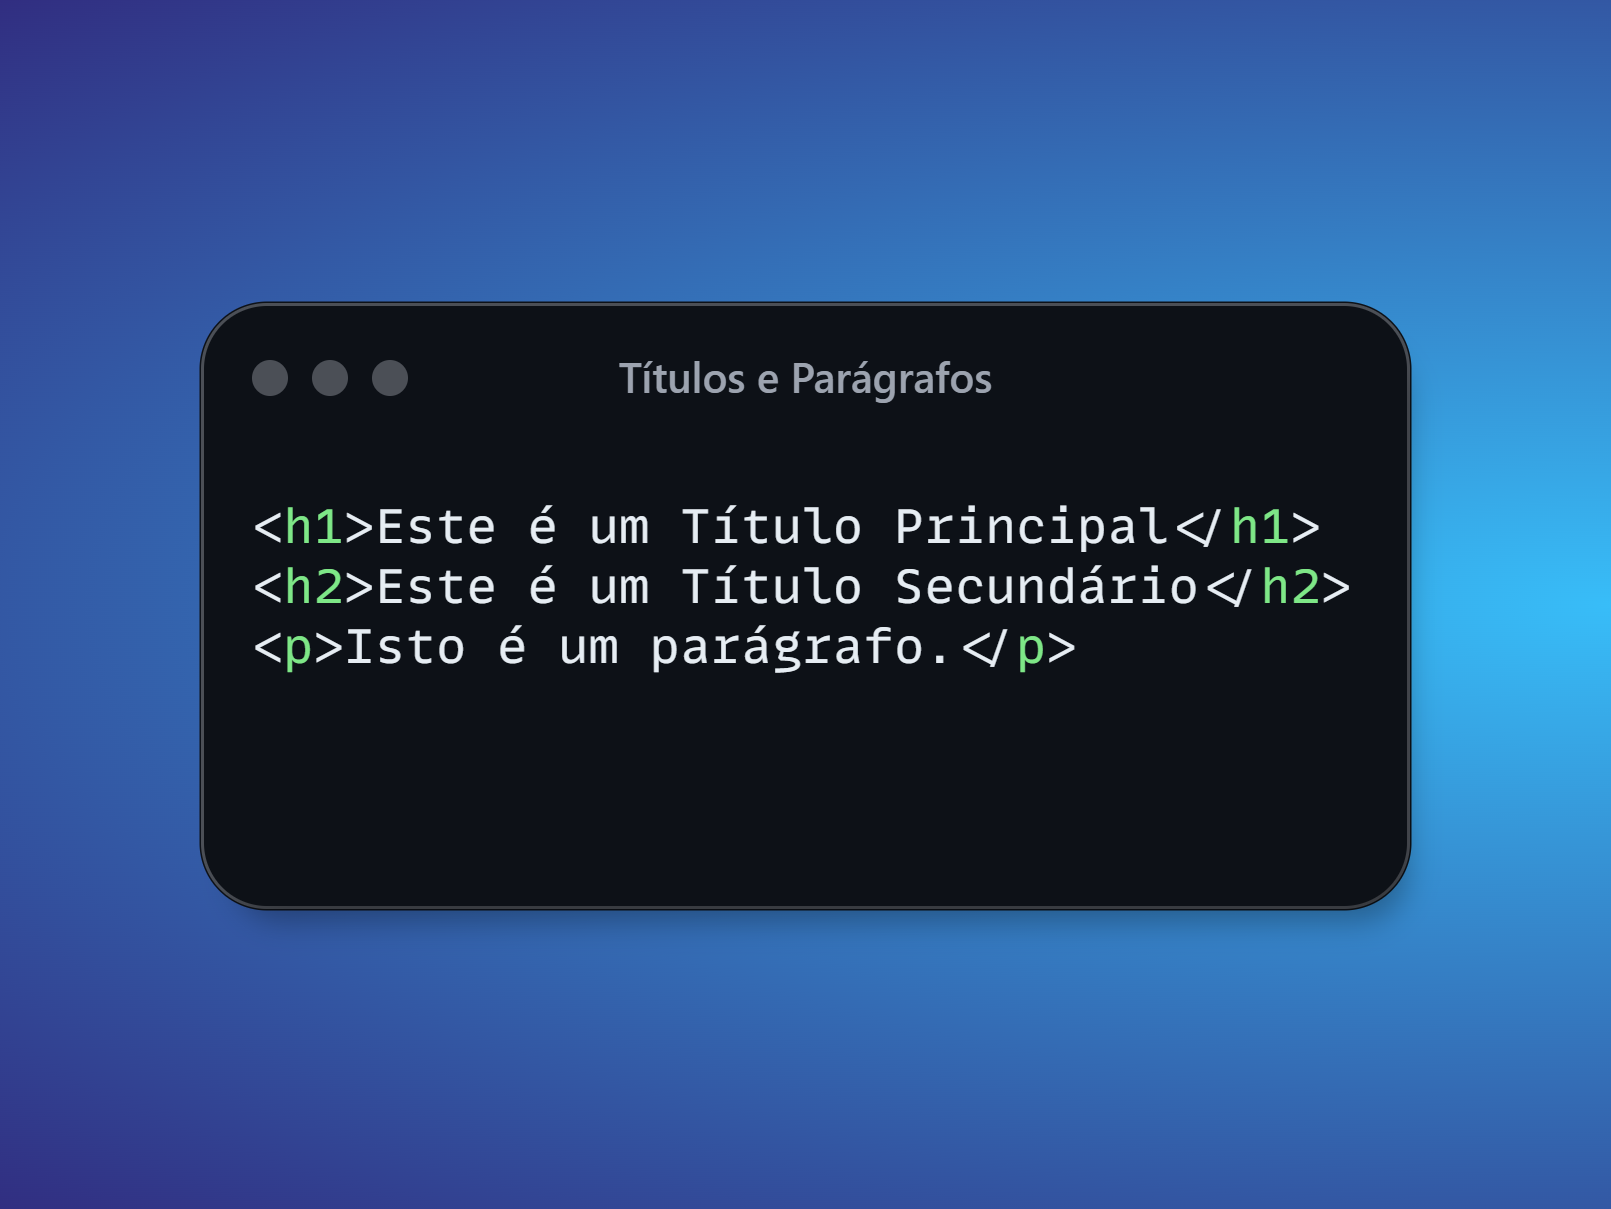 Títulos e Parágrafos
<h1>Este é um Título Principal</h1>
<h2>Este é um Título Secundário</h2>
<p>Isto é um parágrafo.</p>